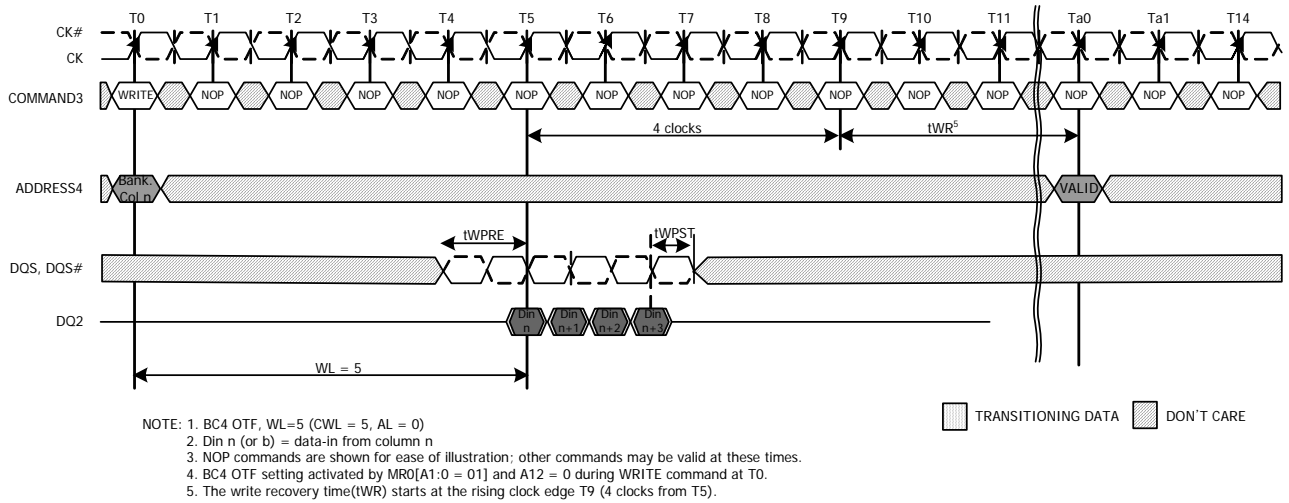 T0 T1 T2 T3 T4 T5 T6 T7 T8 T9 T10 T11 Ta0 Ta1 T14
CK#
CK
COMMAND3 WRITE NOP NOP NOP NOP NOP NOP NOP NOP NOP NOP NOP NOP NOP NOP
4 clocks tWR5
ADDRESS4 Bank. VALID
Col n
tWPRE tWPST
DQS, DQS#
DQ2 Din Din Din Din
n n+1 n+2 n+3
WL = 5
TRANSITIONING DATA DON'T CARE
NOTE: 1. BC4 OTF, WL=5 (CWL = 5, AL = 0)
2. Din n (or b) = data-in from column n
3. NOP commands are shown for ease of illustration; other commands may be valid at these times.
4. BC4 OTF setting activated by MR0[A1:0 = 01] and A12 = 0 during WRITE command at T0.
5. The write recovery time(tWR) starts at the rising clock edge T9 (4 clocks from T5).